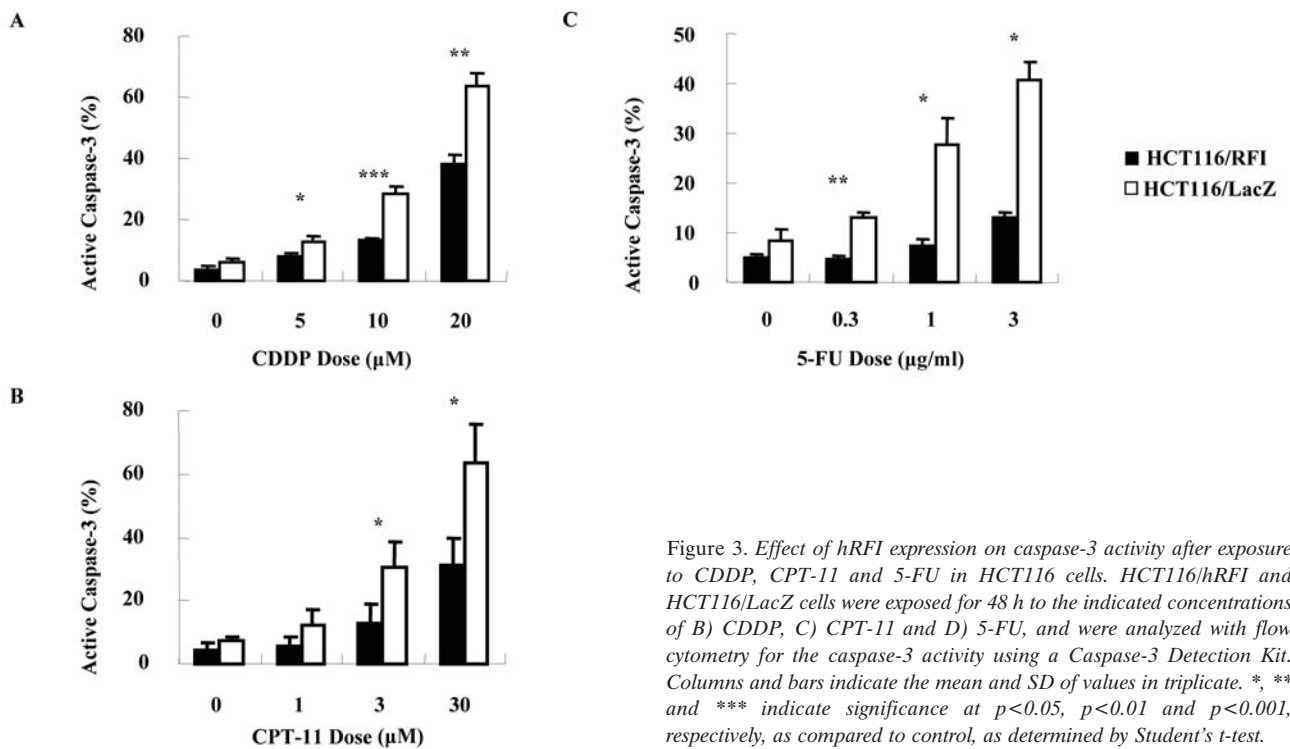 A
80
60
40
20
0
Active Caspase-3 (%)
*
***
**
0 5 10 20
CDDP Dose (µM)
B
80
60
40
20
0
Active Caspase-3 (%)
*
*
0 1 3 30
CPT-11 Dose (µM)
C
50
40
30
20
10
0
Active Caspase-3 (%)
**
*
*
0 0.3 1 3
5-FU Dose (µg/ml)
HCT116/RFI
HCT116/LacZ
Figure 3. Effect of hRFI expression on caspase-3 activity after exposure
to CDDP, CPT-11 and 5-FU in HCT116 cells. HCT116/hRFI and
HCT116/LacZ cells were exposed for 48 h to the indicated concentrations
of B) CDDP, C) CPT-11 and D) 5-FU, and were analyzed with flow
cytometry for the caspase-3 activity using a Caspase-3 Detection Kit.
Columns and bars indicate the mean and SD of values in triplicate. *, **
and *** indicate significance at p<0.05, p<0.01 and p<0.001,
respectively, as compared to control, as determined by Student's t-test.